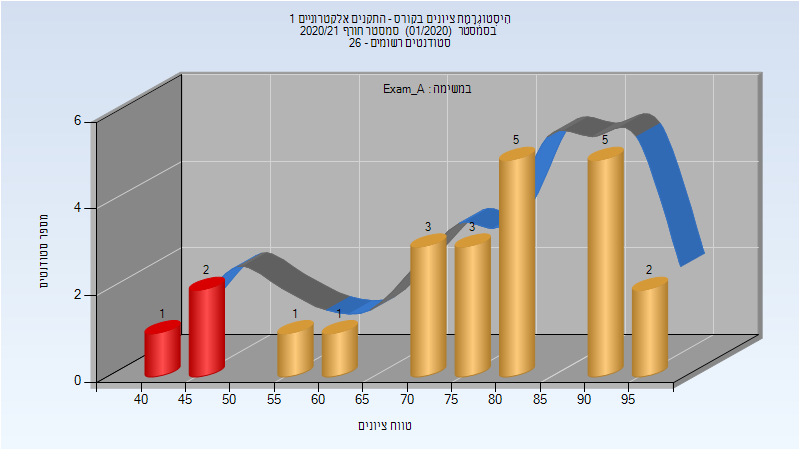 היסטוגרמת ציונים בקורס - התקנים אלקטרוניים 1
בסמסטר (01/2020) סמסטר חורף 2020/21
סטודנטים רשומים - 26
במשימה : Exam_A
מספר סטודנטים
6
4
2
0
1
2
1
1
3
3
5
5
2
40 45 50 55 60 65 70 75 80 85 90 95
טווח ציונים